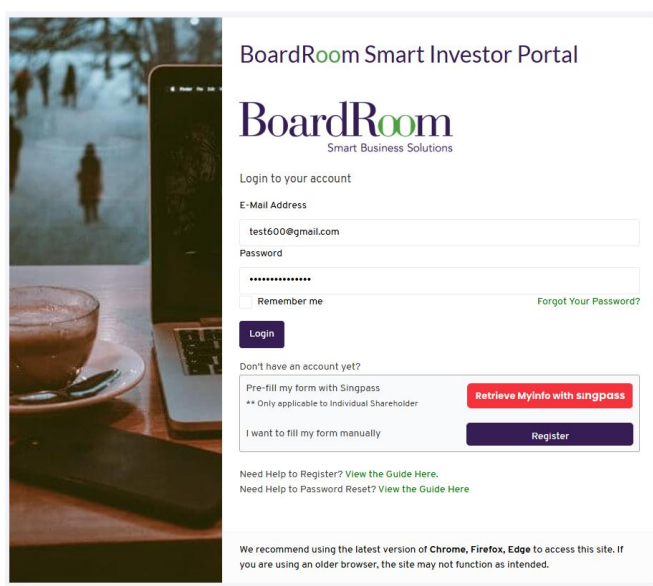 BoardRoom Smart Investor Portal
BoardRoom
Smart Business Solutions
Login to your account
E-Mail Address
test600@gmail.com
Password
•••••••••••••••
Remember me
Forgot Your Password?
Login
Don't have an account yet?
Pre-fill my form with Singpass
** Only applicable to Individual Shareholder
Retrieve Myinfo with singpass
I want to fill my form manually
Register
Need Help to Register? View the Guide Here.
Need Help to Password Reset? View the Guide Here
We recommend using the latest version of Chrome, Firefox, Edge to access this site. If
you are using an older browser, the site may not function as intended.